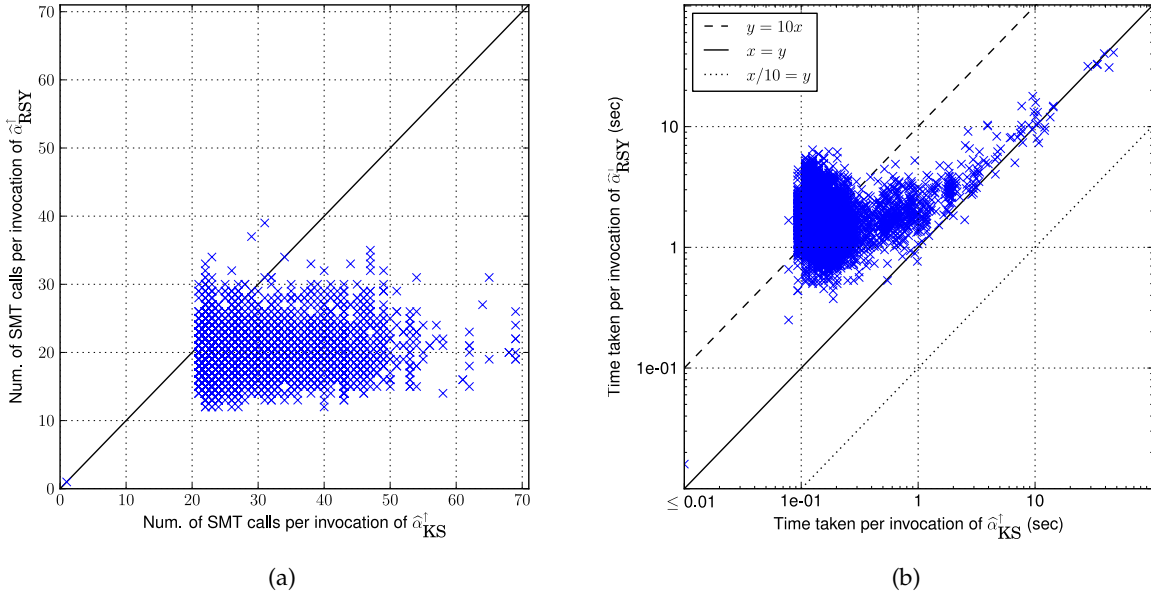 70
60
50
40
30
20
10
0
0 10 20 30 40 50 60 70
Num. of SMT calls per invocation of α̂↑RSY
Num. of SMT calls per invocation of α̂↑KS
(a)
y = 10x
x = y
x/10 = y
10
1
1e-01
≤ 0.01 1e-01 1 10
Time taken per invocation of α̂↑RSY (sec)
Time taken per invocation of α̂↑KS (sec)
(b)